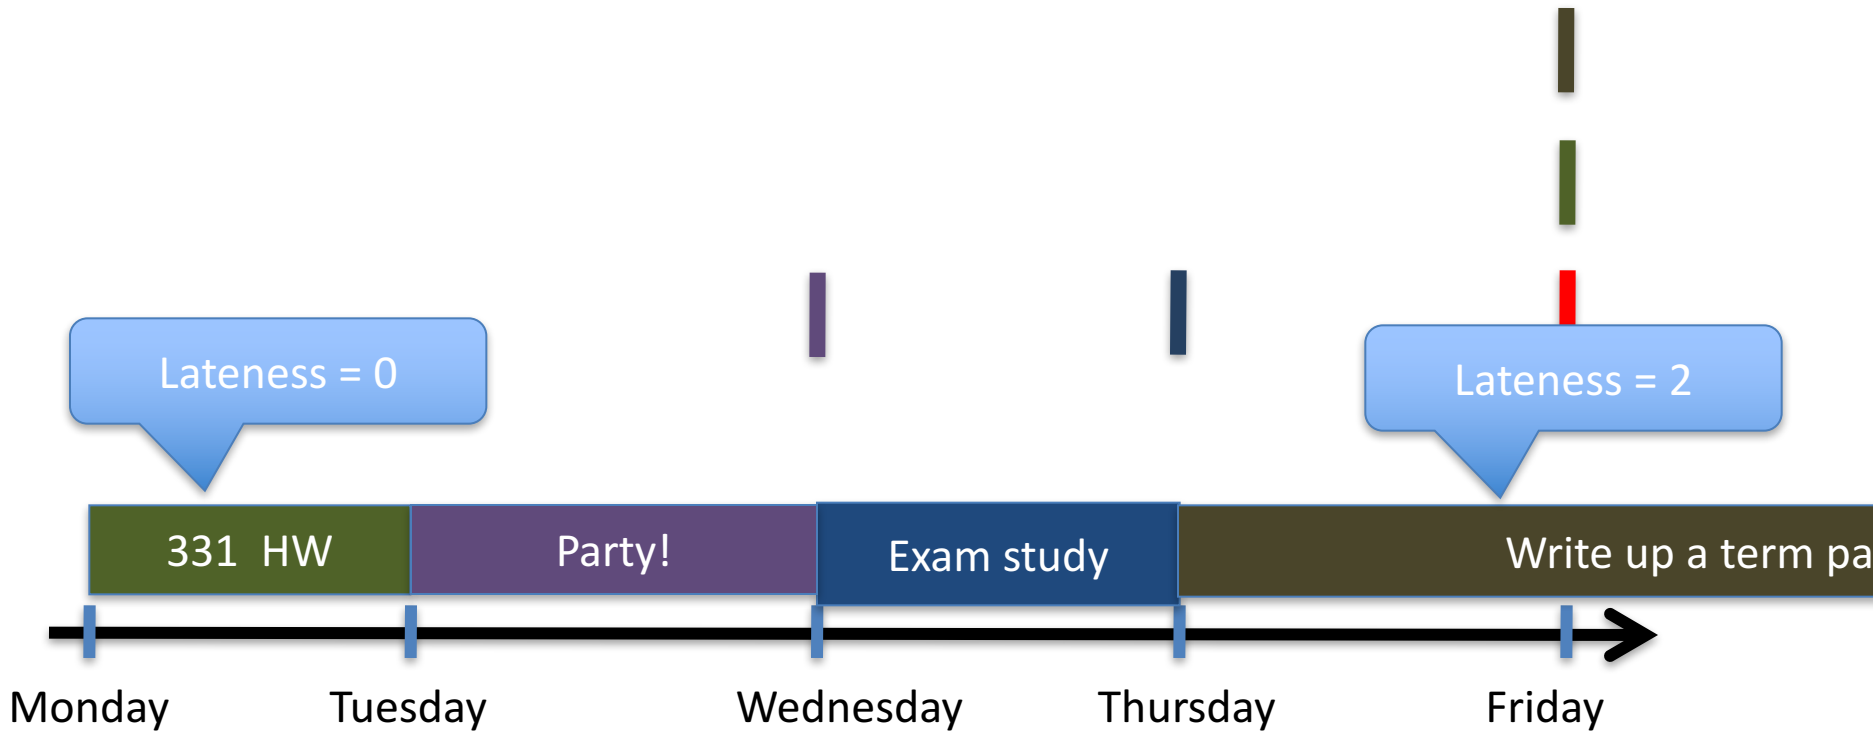 Lateness = 0
Lateness = 2
331 HW
Party!
Exam study
Write up a term pa
Monday
Tuesday
Wednesday
Thursday
Friday